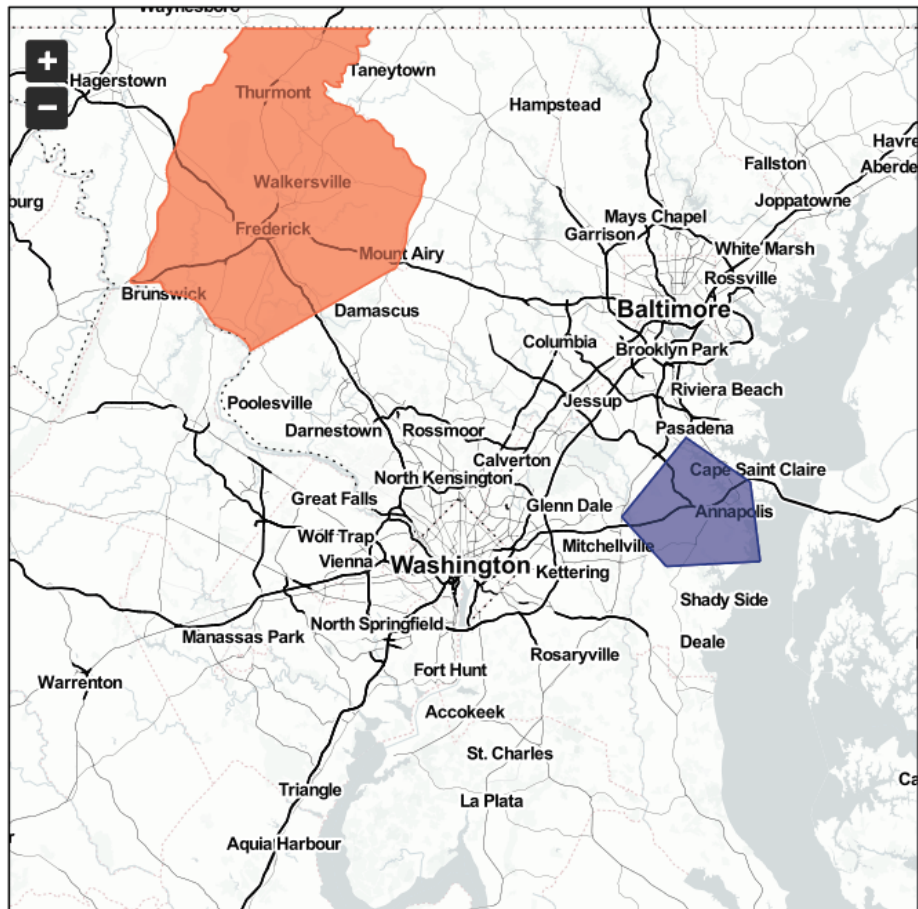 Waynesboro
+
Taneytown
Hagerstown
−
Thurmont
Hampstead
Havre
Fallston
Aberde
Walkersville
burg
Joppatowne
Mays Chapel
Frederick
Garrison
White Marsh
Mount Airy
Rossville
Brunswick
Damascus
Baltimore
Columbia
Brooklyn Park
Riviera Beach
Poolesville
Jessup
Darnestown
Rossmoor
Pasadena
Calverton
Cape Saint Claire
North Kensington
Great Falls
Glenn Dale
Annapolis
Wolf Trap
Mitchellville
Vienna
Washington
Kettering
Shady Side
North Springfield
Manassas Park
Deale
Rosaryville
Fort Hunt
Warrenton
Accokeek
St. Charles
Ca
Triangle
La Plata
r
Aquia Harbour